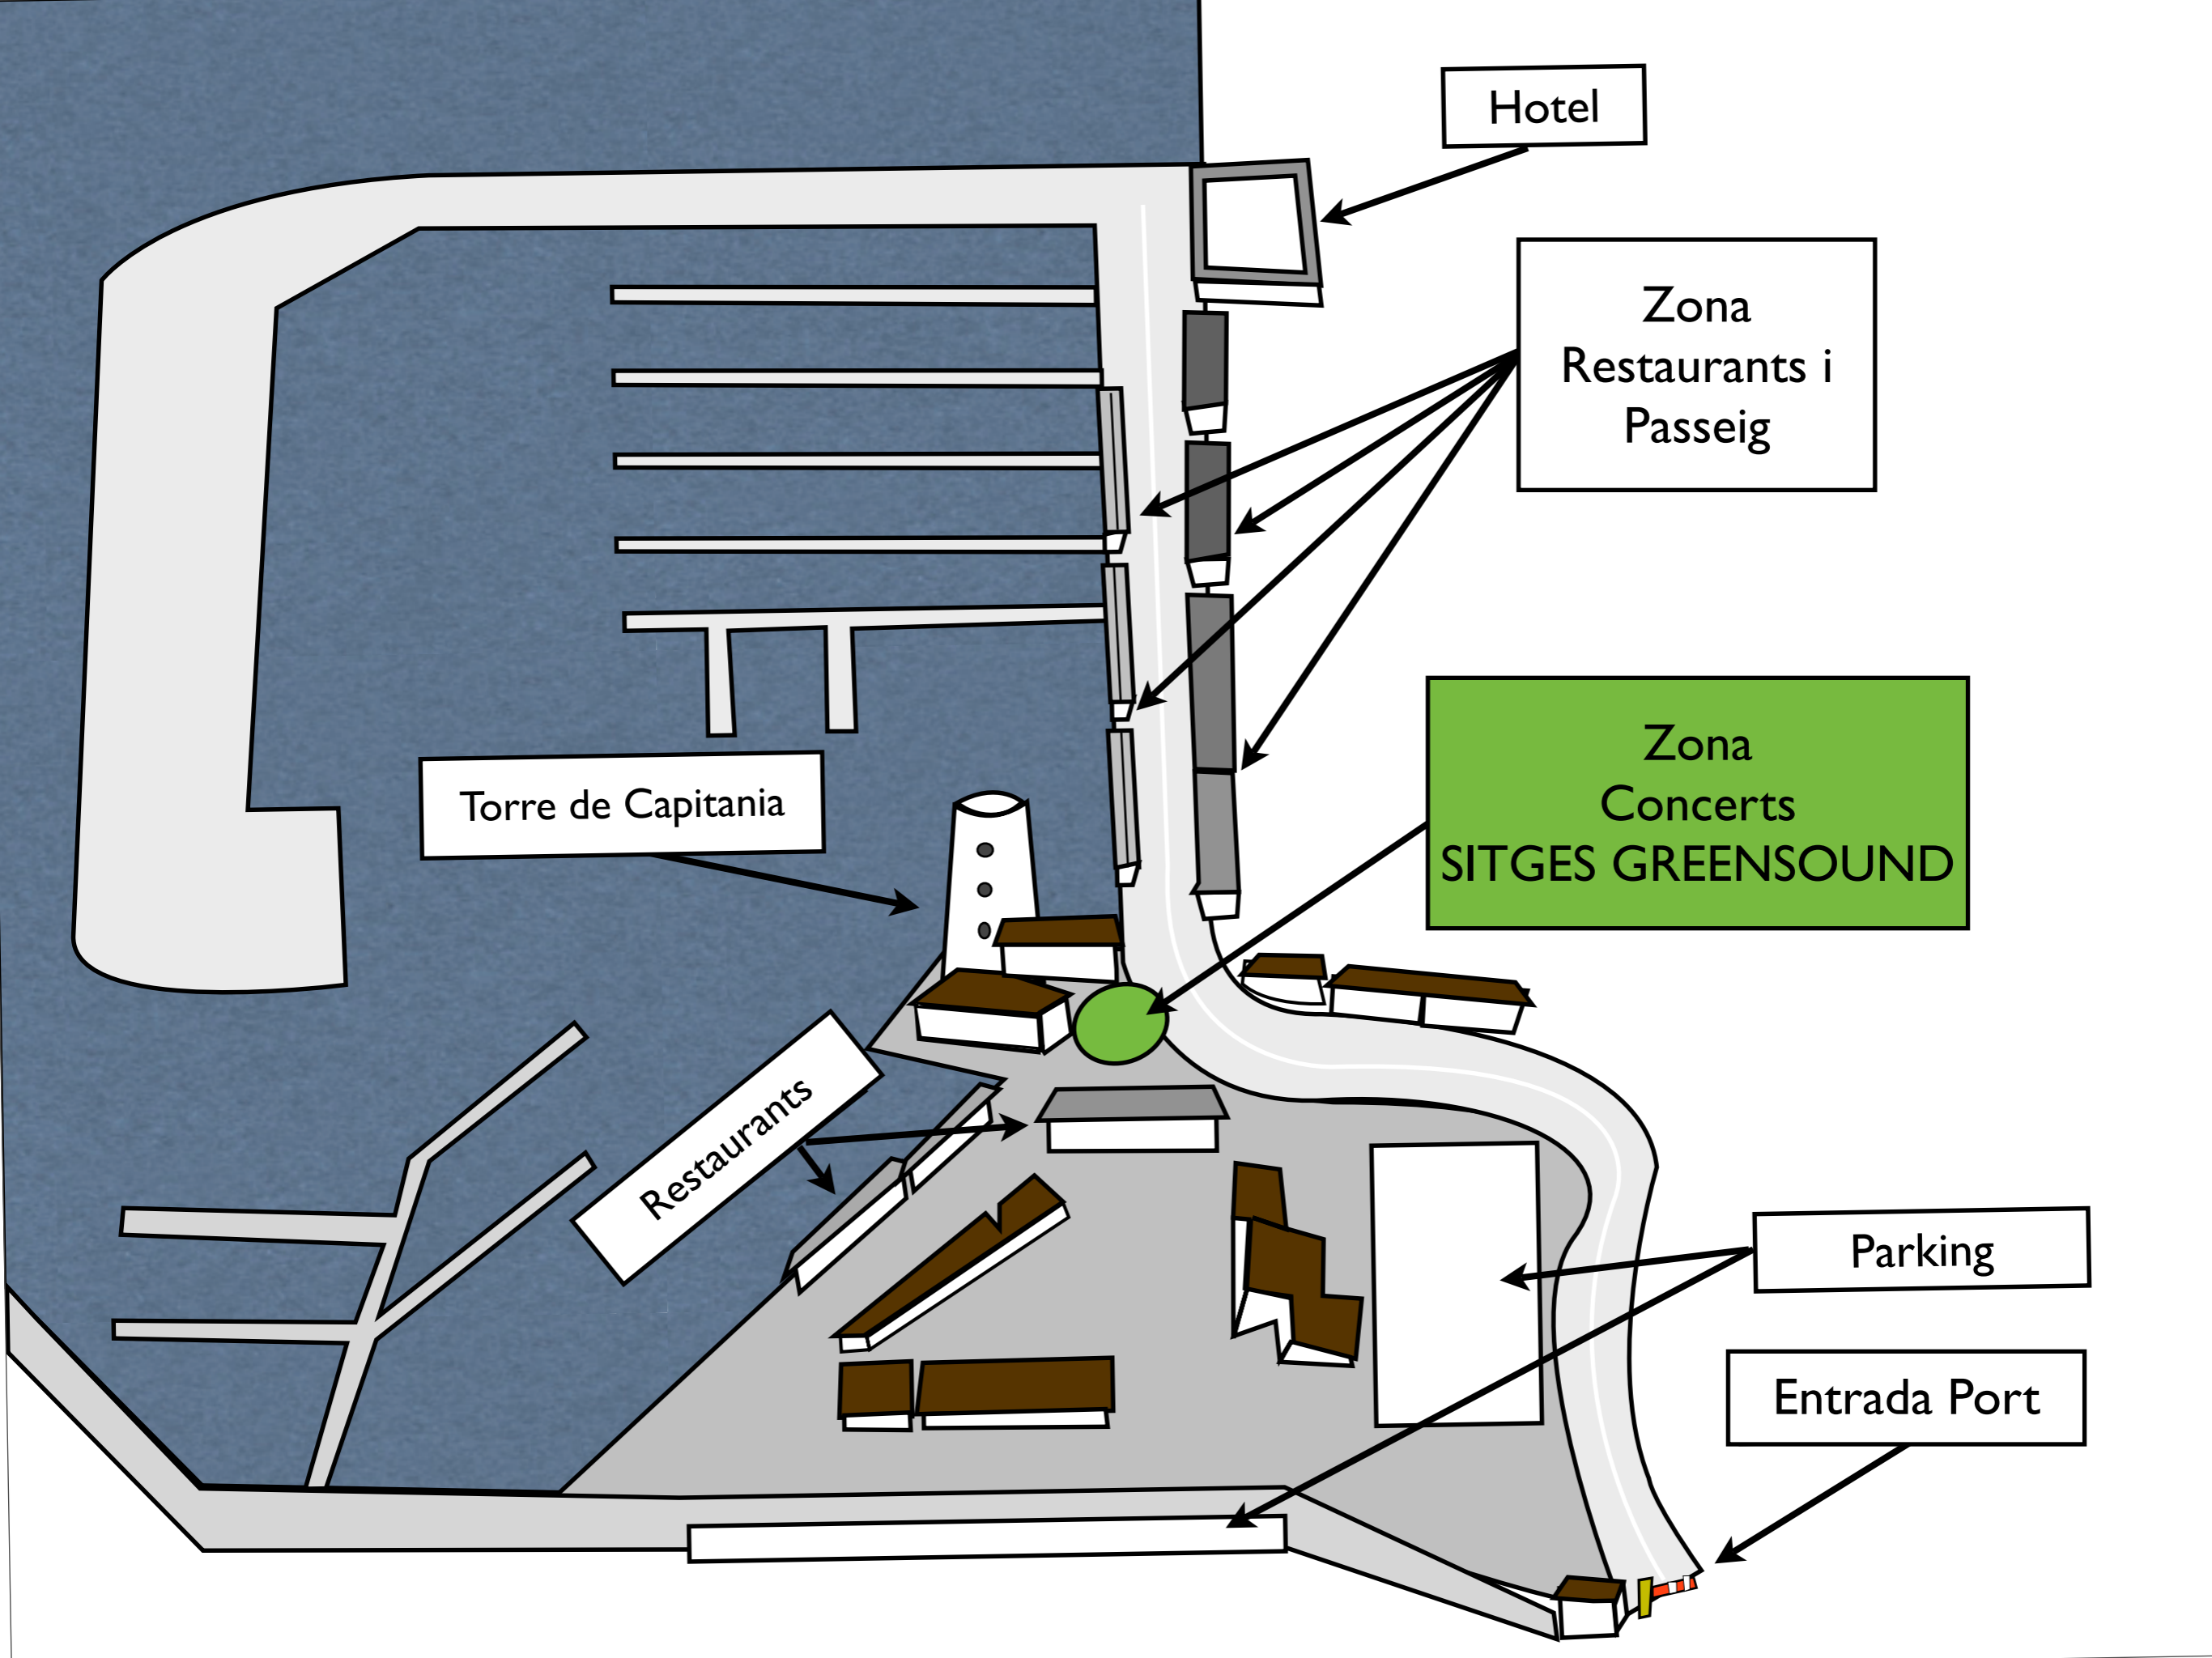 Hotel
Zona
Restaurants i
Passeig
Zona
Concerts
SITGES GREENSOUND
Torre de Capitania
Restaurants
Parking
Entrada Port